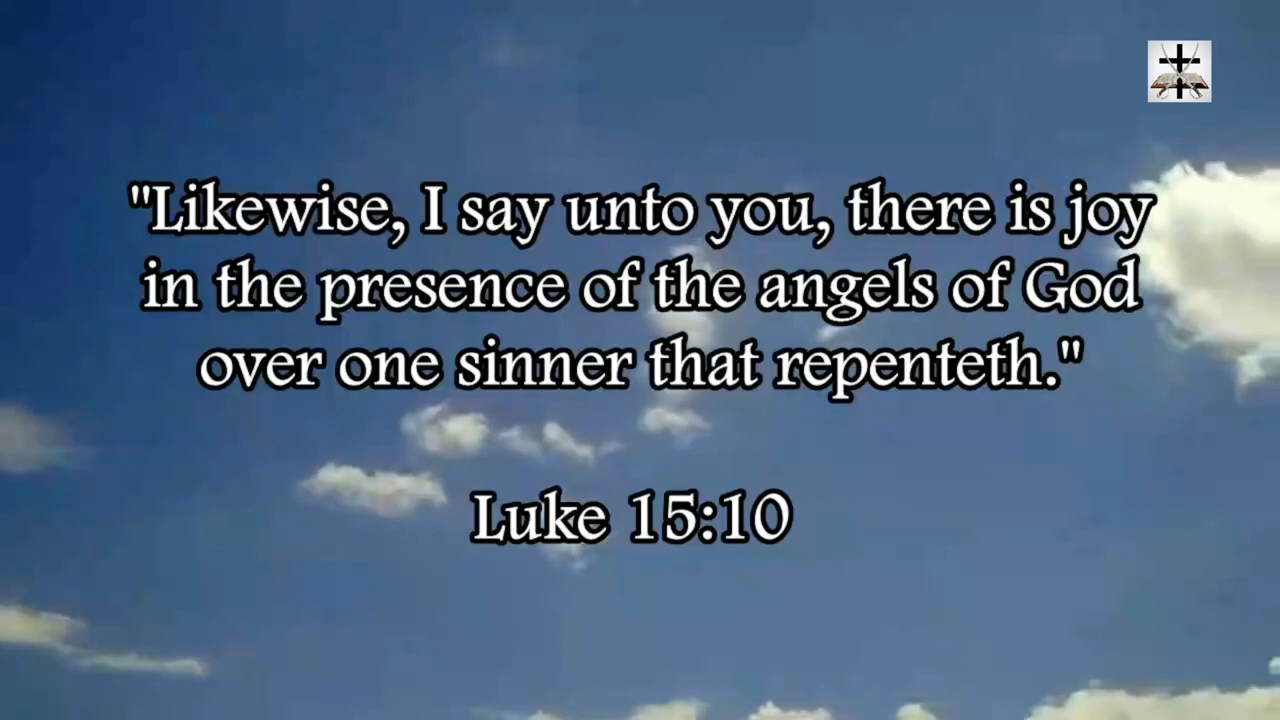 "Likewise, I say unto you, there is joy
in the presence of the angels of God
over one sinner that repenteth."
Luke 15:10